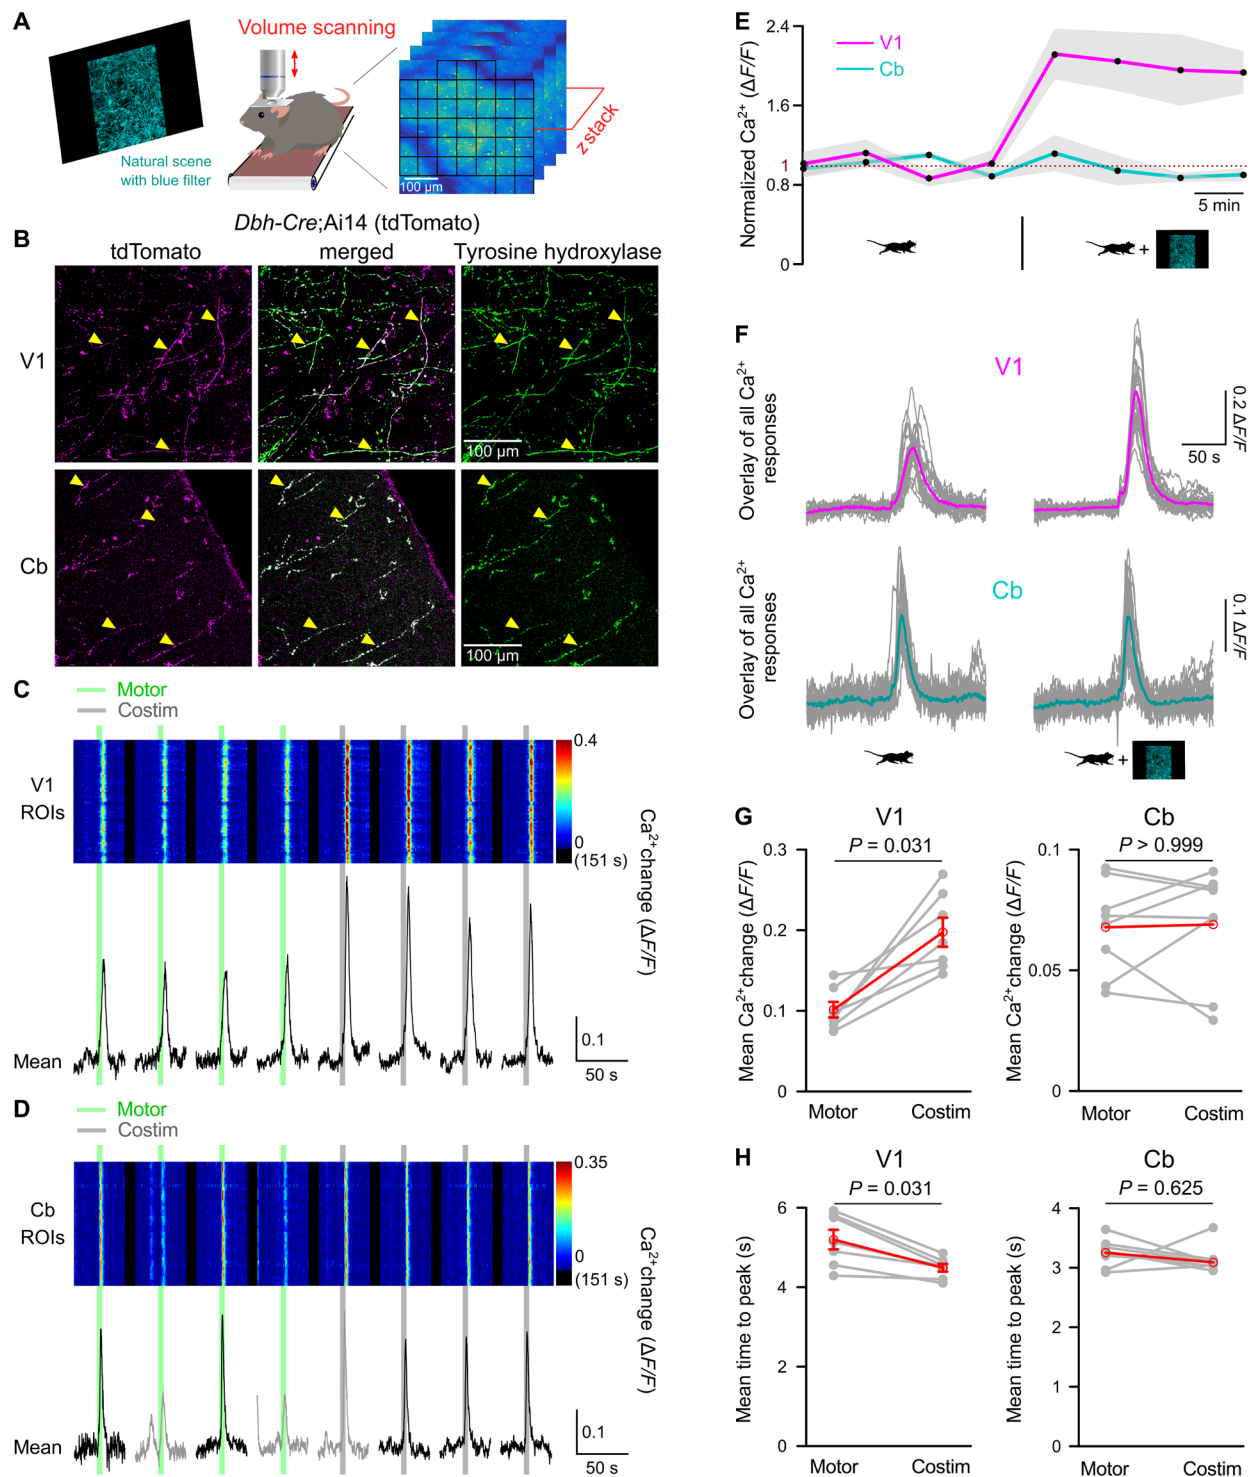 A
Volume scanning
Natural scene
with blue filter
100 µm
z stack
Dbh-Cre;Ai14 (tdTomato)
B
tdTomato
merged
Tyrosine hydroxylase
V1
100 µm
Cb
100 µm
C
Motor
Costim
V1
ROIs
0.4
0
(151 s)
Ca2+change (ΔF/F)
Mean
0.1
50 s
D
Motor
Costim
Cb
ROIs
0.35
0
(151 s)
Ca2+change (ΔF/F)
Mean
0.1
50 s
E
Normalized Ca2+ (ΔF/F)
2.4
1.6
1
0.8
0
V1
Cb
5 min
+
F
Overlay of all Ca2+
responses
V1
0.2 ΔF/F
50 s
Overlay of all Ca2+
responses
Cb
0.1 ΔF/F
+
G
V1
P = 0.031
Mean Ca2+change (ΔF/F)
0.3
0.2
0.1
0
Motor
Costim
Cb
P > 0.999
Mean Ca2+change (ΔF/F)
0.1
0.05
0
Motor
Costim
H
V1
P = 0.031
Mean time to peak (s)
6
4
2
0
Motor
Costim
Cb
P = 0.625
Mean time to peak (s)
4
3
2
1
0
Motor
Costim